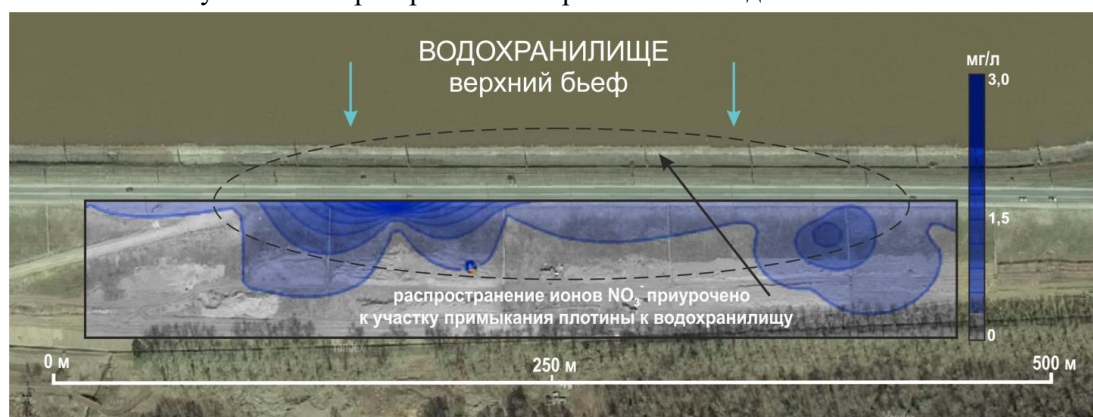 ВОДОХРАНИЛИЩЕ
верхний бьеф
мг/л
3,0
1,5
0
распространение ионов NO₃⁻ приурочено
к участку примыкания плотины к водохранилищу
0 м
250 м
500 м